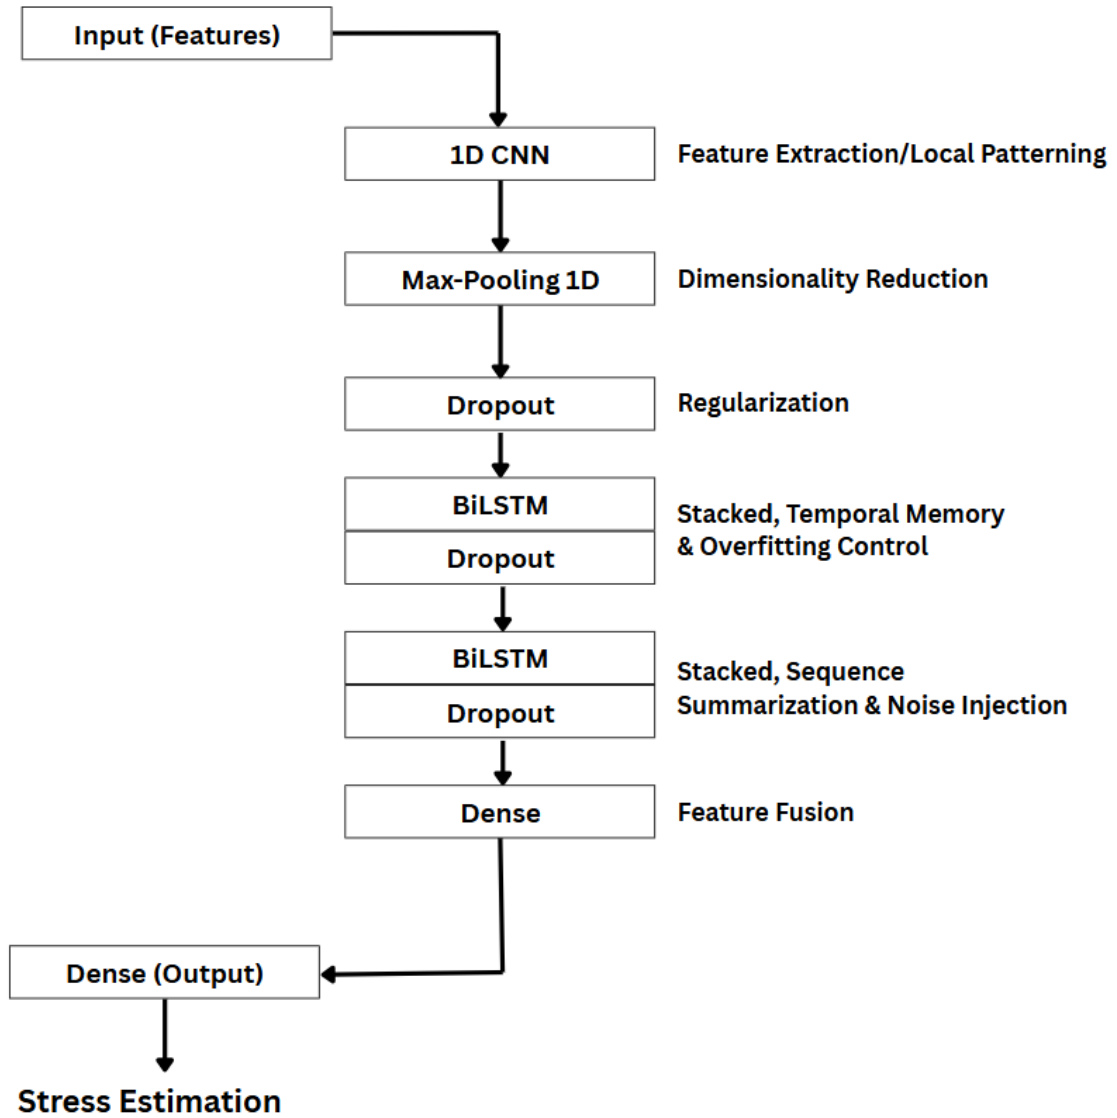 Input (Features)
1D CNN
Feature Extraction/Local Patterning
Max-Pooling 1D
Dimensionality Reduction
Dropout
Regularization
BiLSTM
Dropout
Stacked, Temporal Memory
& Overfitting Control
BiLSTM
Dropout
Stacked, Sequence
Summarization & Noise Injection
Dense
Feature Fusion
Dense (Output)
Stress Estimation